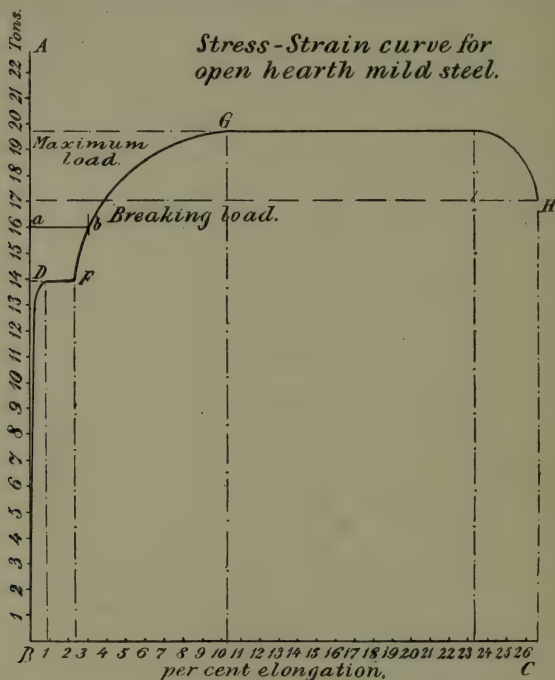 Tons.
A
Stress-Strain curve for
open hearth mild steel.
22
21
20
19
18
17
16
15
14
13
12
11
10
9
8
7
6
5
4
3
2
1
G
Maximum
load.
Breaking load.
H
a
b
D
F
B 1 2 3 4 5 6 7 8 9 10 11 12 13 14 15 16 17 18 19 20 21 22 23 24 25 26
per cent elongation,
C